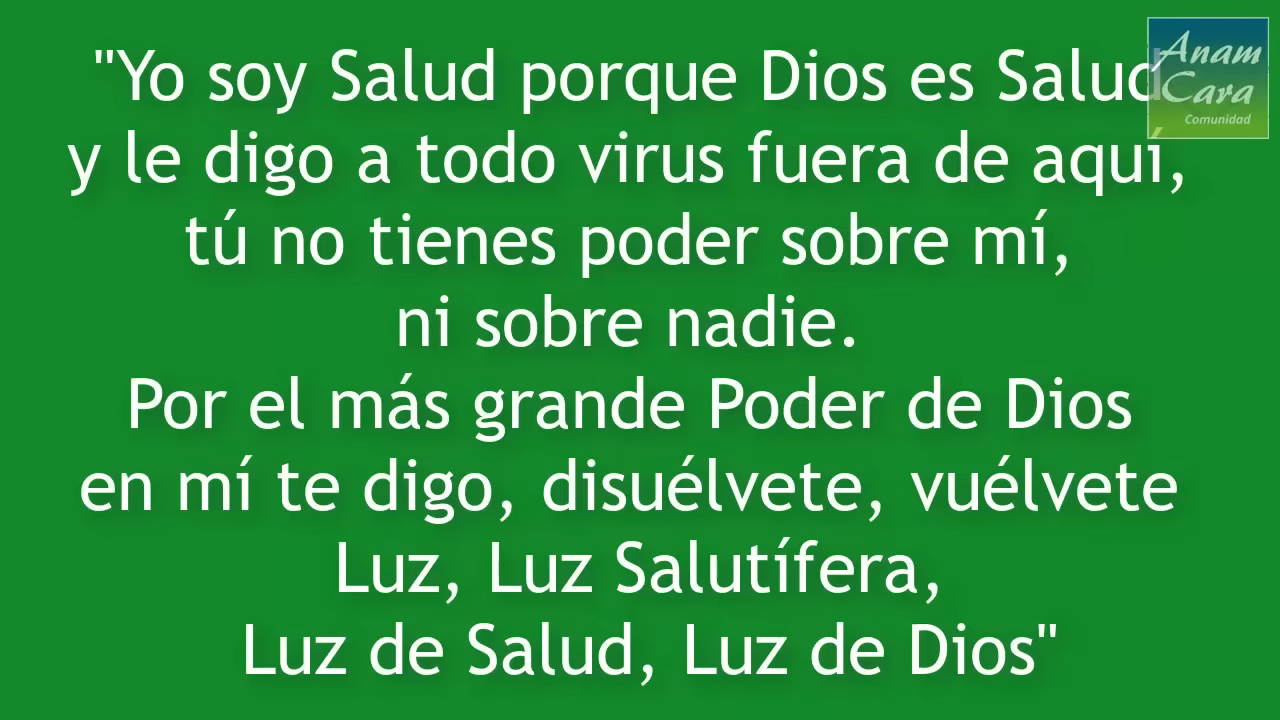 "Yo soy Salud porque Dios es Salud
y le digo a todo virus fuera de aquí,
tú no tienes poder sobre mí,
ni sobre nadie.
Por el más grande Poder de Dios
en mí te digo, disuélvete, vuélvete
Luz, Luz Salutífera,
Luz de Salud, Luz de Dios"
Anam
Cara
Comunidad